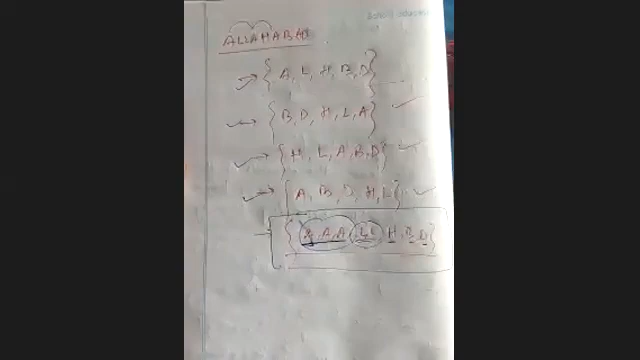 ALLAHABAD
{A, L, H, B, D}
{B, D, H, L, A}
{H, L, A, B, D}
{A, B, D, H, L}
{A, A, A, L, L, H, B, D}